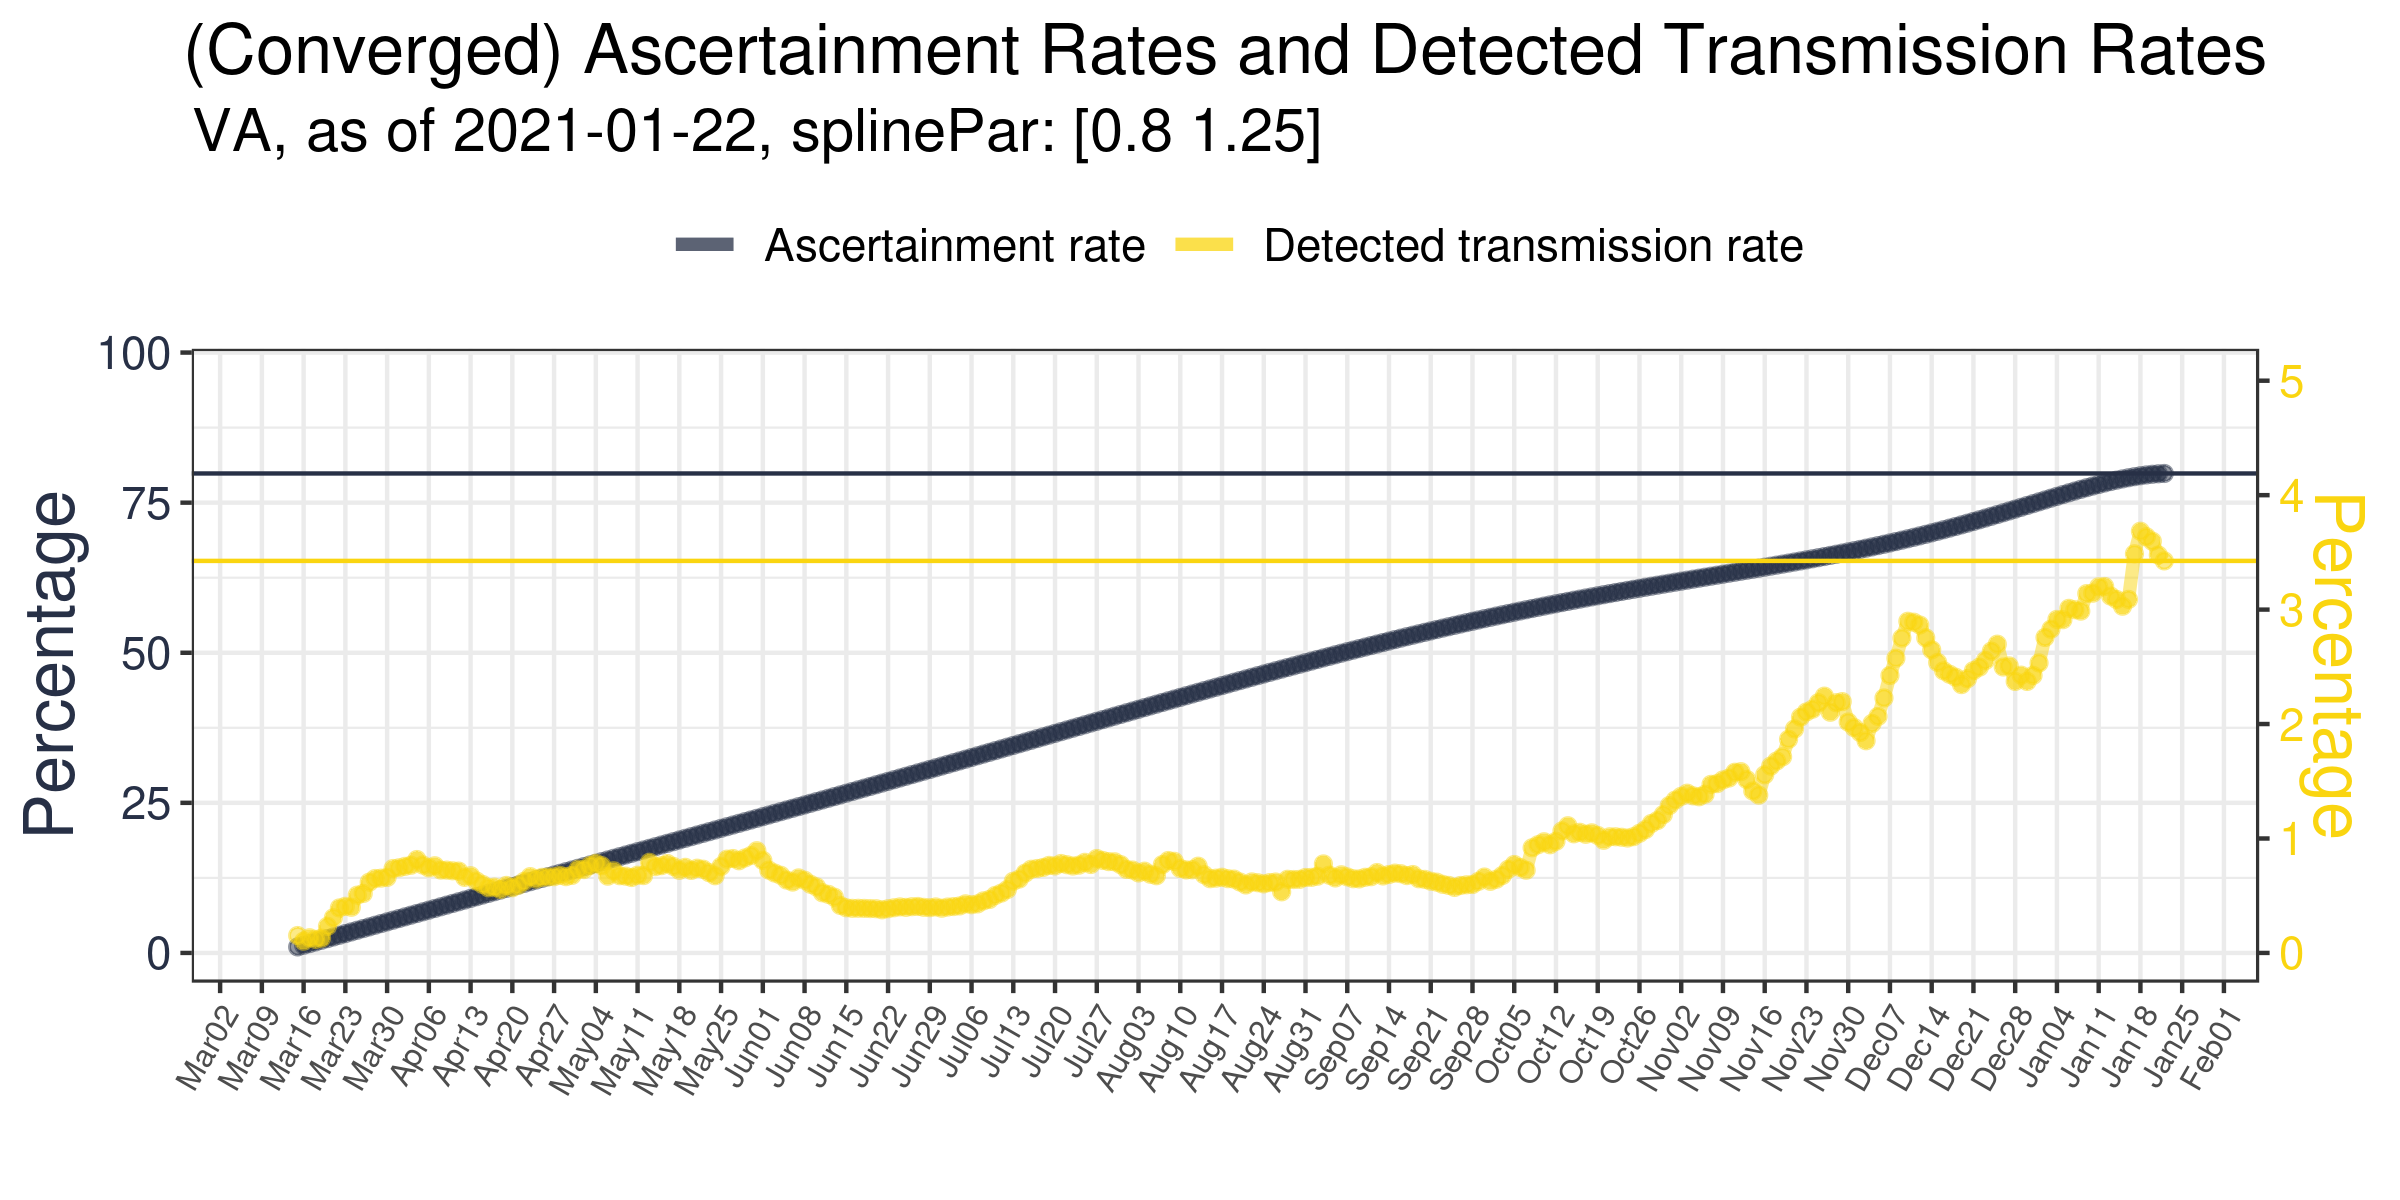 (Converged) Ascertainment Rates and Detected Transmission Rates
VA, as of 2021-01-22, splinePar: [0.8 1.25]
Ascertainment rate
Detected transmission rate
Percentage
100
75
50
25
0
5
4
3
2
1
0
Percentage
Mar02
Mar09
Mar16
Mar23
Mar30
Apr06
Apr13
Apr20
Apr27
May04
May11
May18
May25
Jun01
Jun08
Jun15
Jun22
Jun29
Jul06
Jul13
Jul20
Jul27
Aug03
Aug10
Aug17
Aug24
Aug31
Sep07
Sep14
Sep21
Sep28
Oct05
Oct12
Oct19
Oct26
Nov02
Nov09
Nov16
Nov23
Nov30
Dec07
Dec14
Dec21
Dec28
Jan04
Jan11
Jan18
Jan25
Feb01